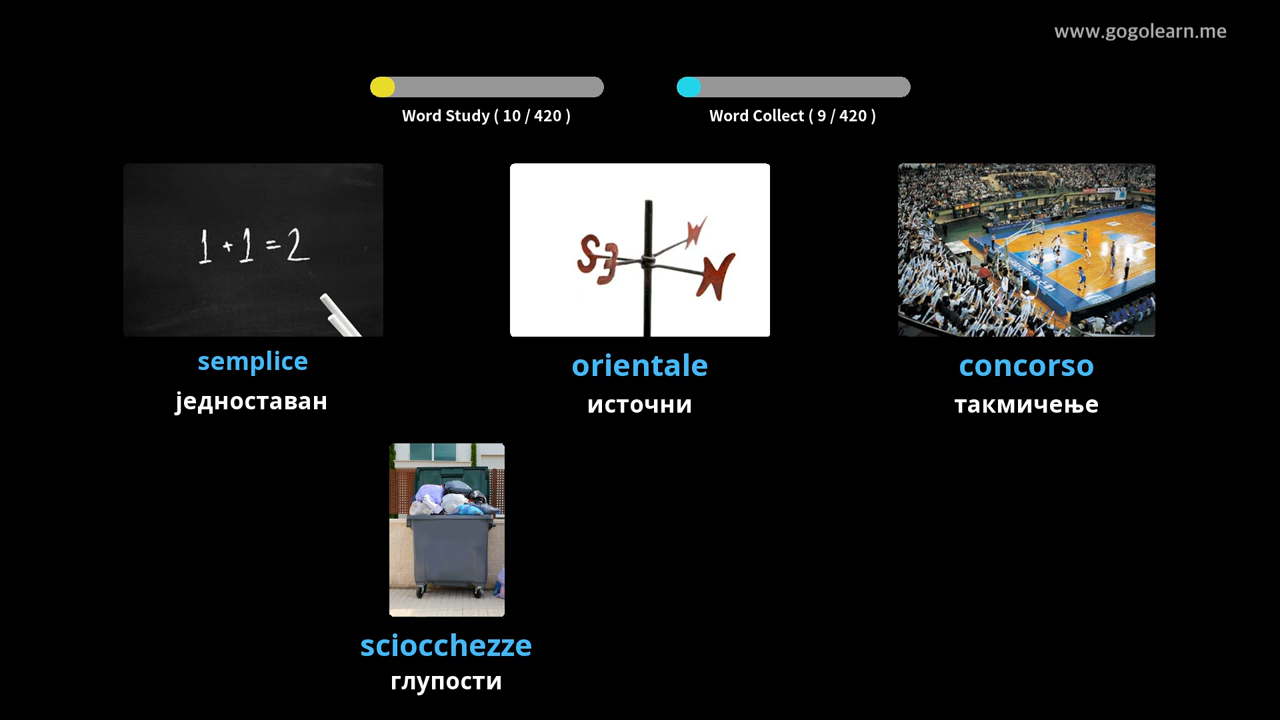 www.gogolearn.me
Word Study ( 10 / 420 )
Word Collect ( 9 / 420 )
1 + 1 = 2
S
E
W
N
semplice
једноставан
orientale
источни
concorso
такмичење
sciocchezze
глупости